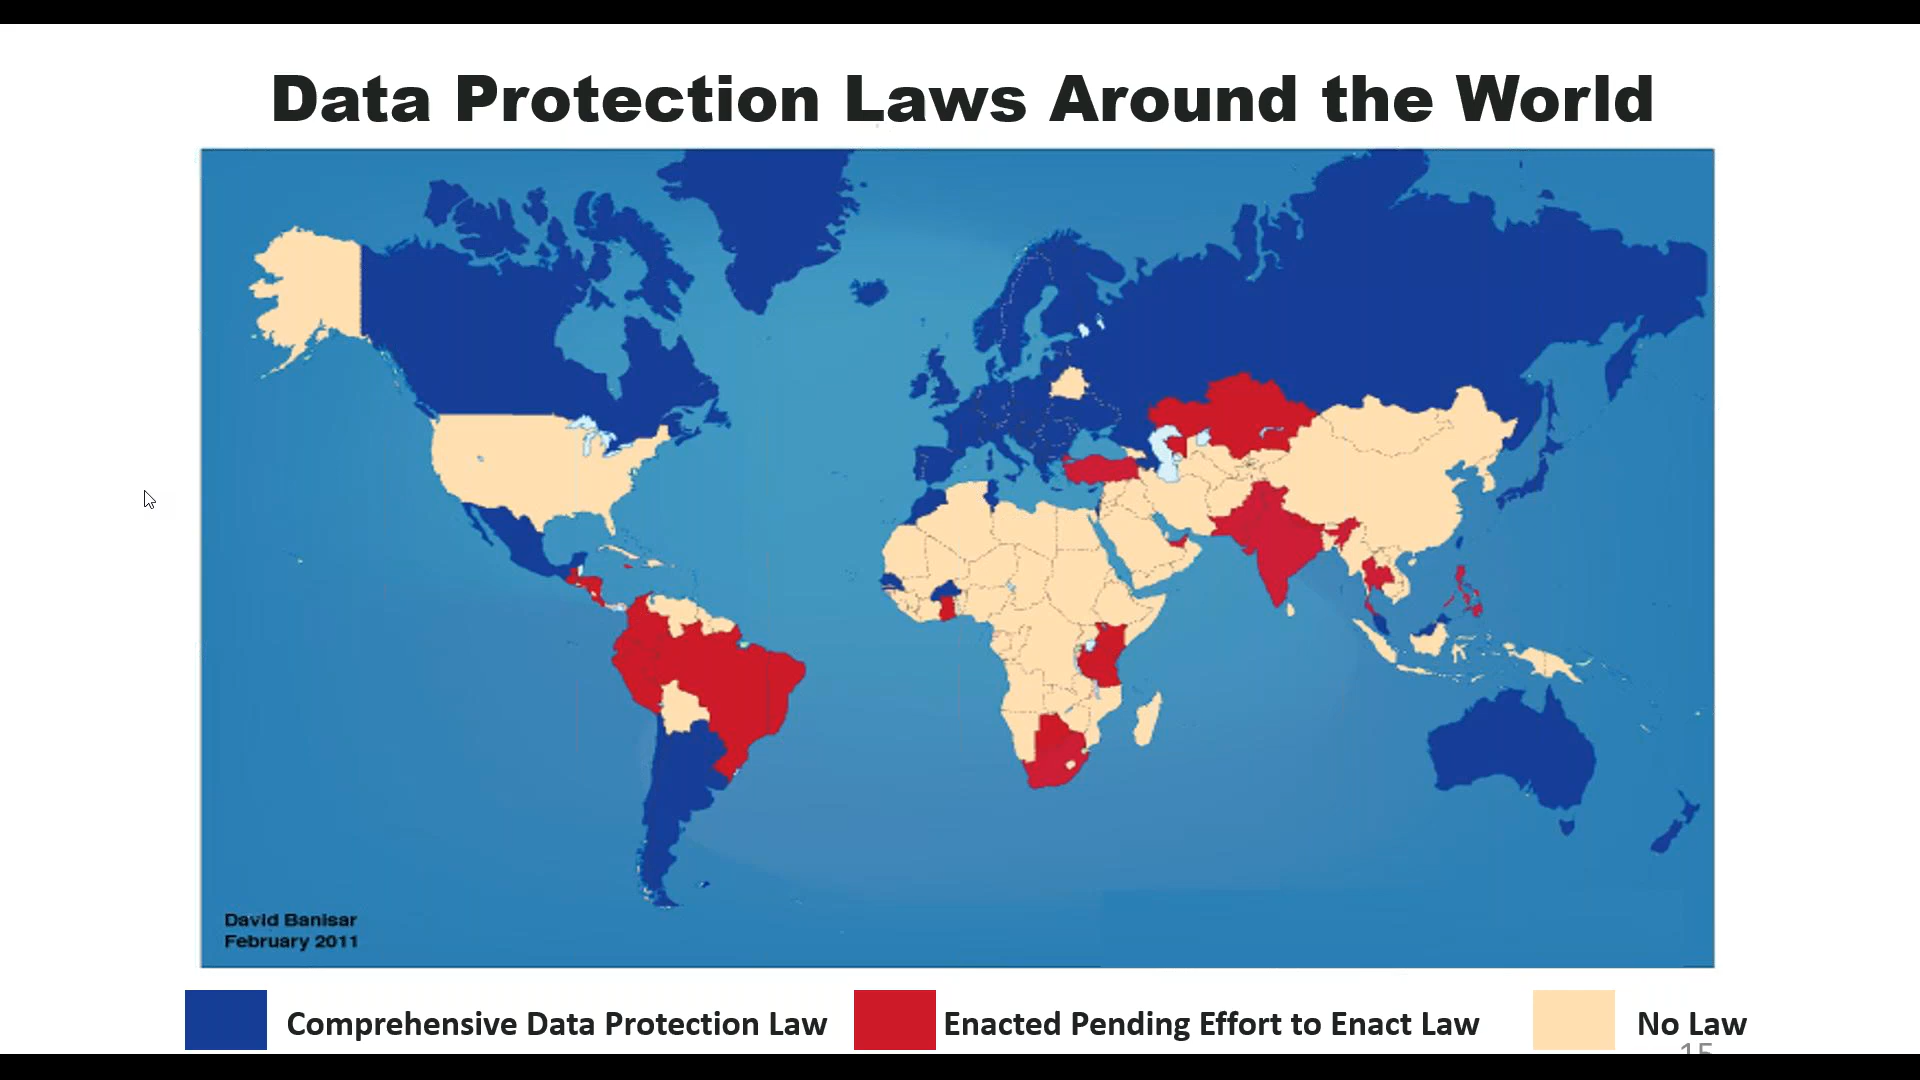 Data Protection Laws Around the World
David Banisar
February 2011
Comprehensive Data Protection Law
Enacted Pending Effort to Enact Law
No Law
15